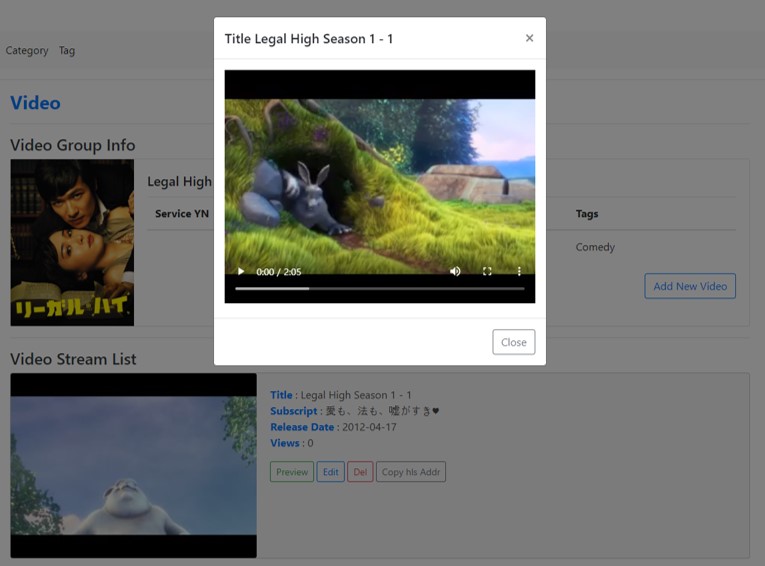 Title Legal High Season 1 - 1
×
Category Tag
Video
Video Group Info
Legal High
Service YN
Tags
Comedy
リーガル・ハイ
0:00 / 2:05
Add New Video
Close
Video Stream List
Title : Legal High Season 1 - 1
Subscript : 愛も、法も、嘘がすき♥
Release Date : 2012-04-17
Views : 0
Preview Edit Del Copy hls Addr